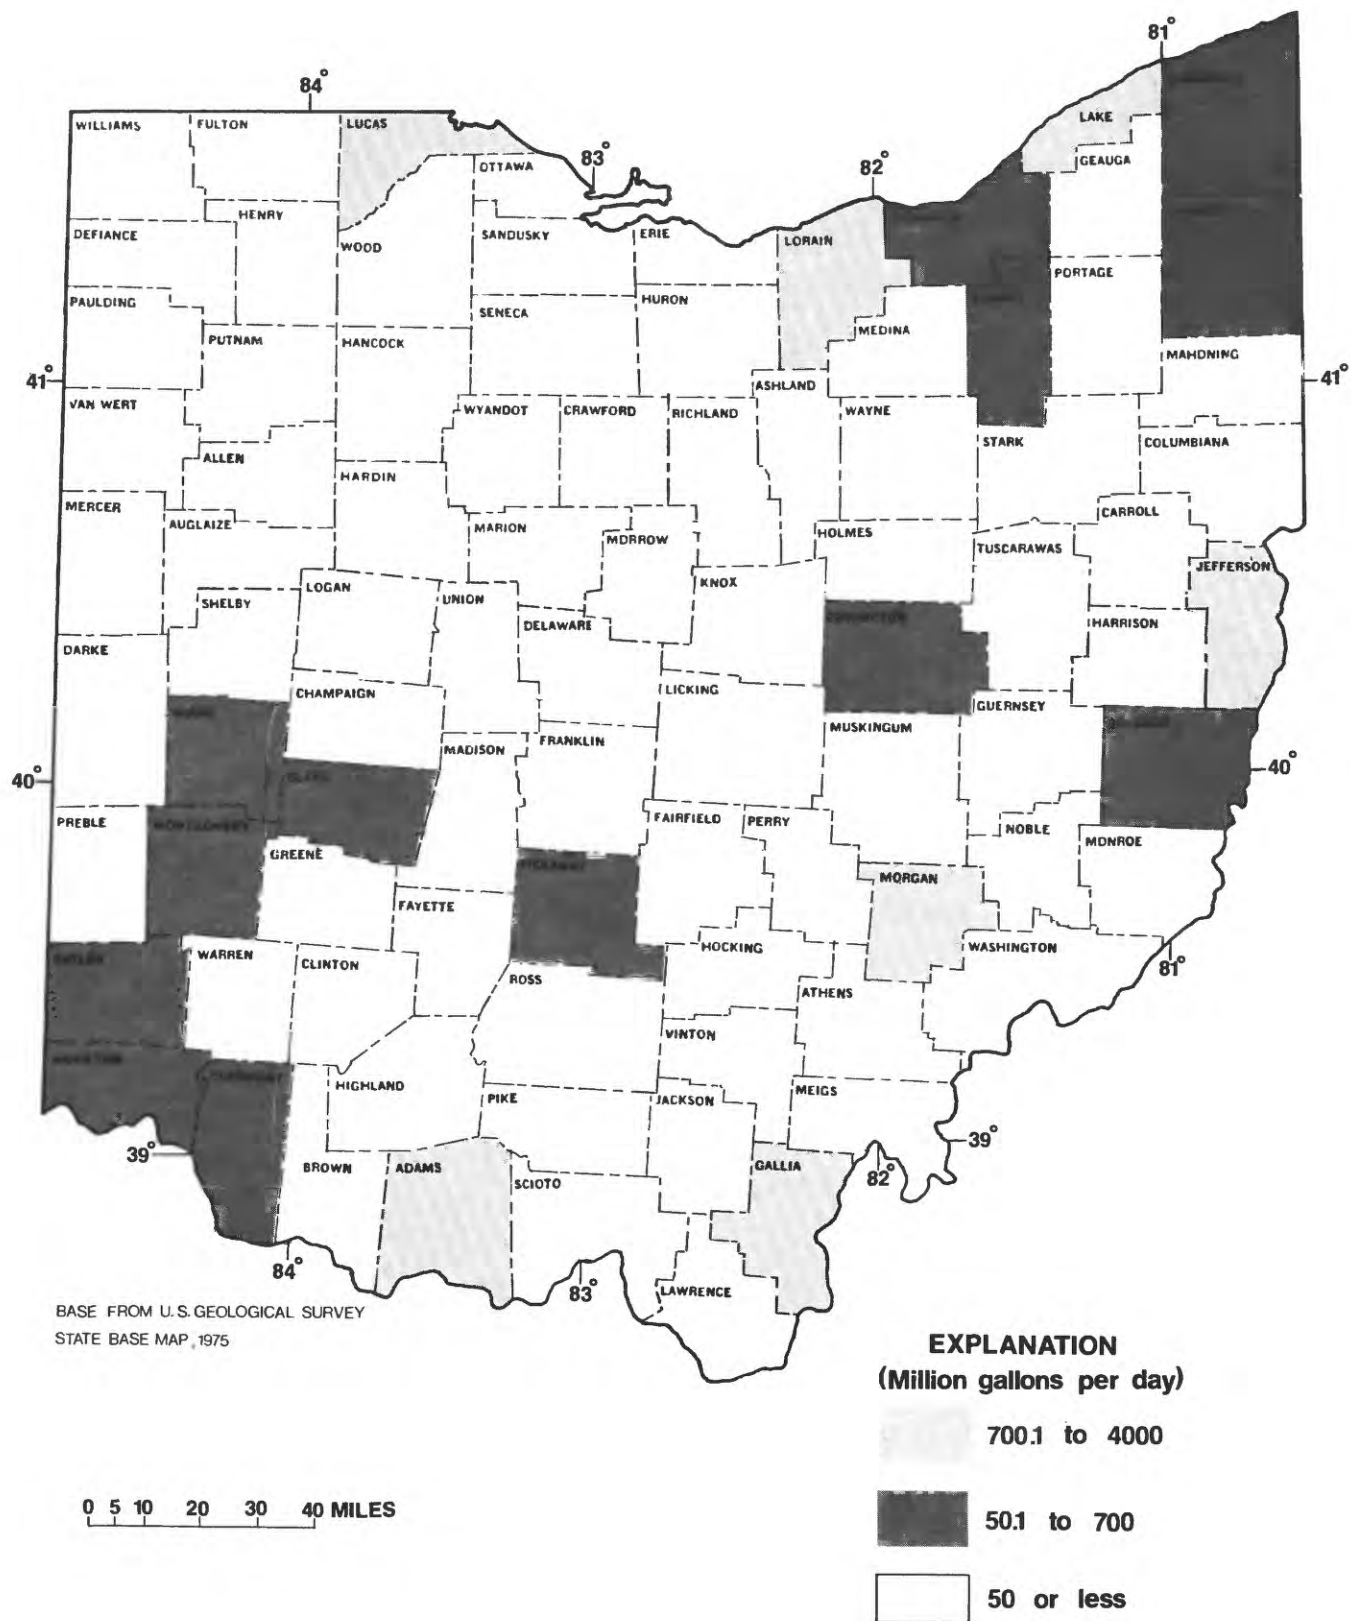 81°
84°
WILLIAMS
FULTON
LUCAS
LAKE
GEAUGA
OTTAWA
83°
82°
HENRY
DEFIANCE
WOOD
SANDUSKY
ERIE
LORAIN
PORTAGE
PAULDING
HURON
SENECA
MEDINA
PUTNAM
HANCOCK
MAHDNING
41°
41°
ASHLAND
VAN WERT
WYANDOT
CRAWFORD
RICHLAND
WAYNE
STARK
COLUMBIANA
ALLEN
HARDIN
MERCER
AUGLAIZE
MARION
MDRROW
HOLMES
CARROLL
TUSCARAWAS
JEFFERSON
LOGAN
UNION
KNOX
SHELBY
DELAWARE
HARRISON
DARKE
CHAMPAIGN
LICKING
GUERNSEY
MUSKINGUM
MADISON
FRANKLIN
40°
40°
PREBLE
MONTGOMERY
FAIRFIELD
PERRY
NOBLE
MDNROE
GREENE
MORGAN
FAYETTE
HOCKING
WASHINGTON
WARREN
CLINTON
ROSS
ATHENS
81°
VINTON
HIGHLAND
PIKE
JACKSON
MEIGS
39°
39°
BROWN
ADAMS
SCIOTO
GALLIA
82°
84°
83°
LAWRENCE
BASE FROM U.S. GEOLOGICAL SURVEY
STATE BASE MAP, 1975
EXPLANATION
(Million gallons per day)
700.1 to 4000
0 5 10 20 30 40 MILES
50.1 to 700
50 or less